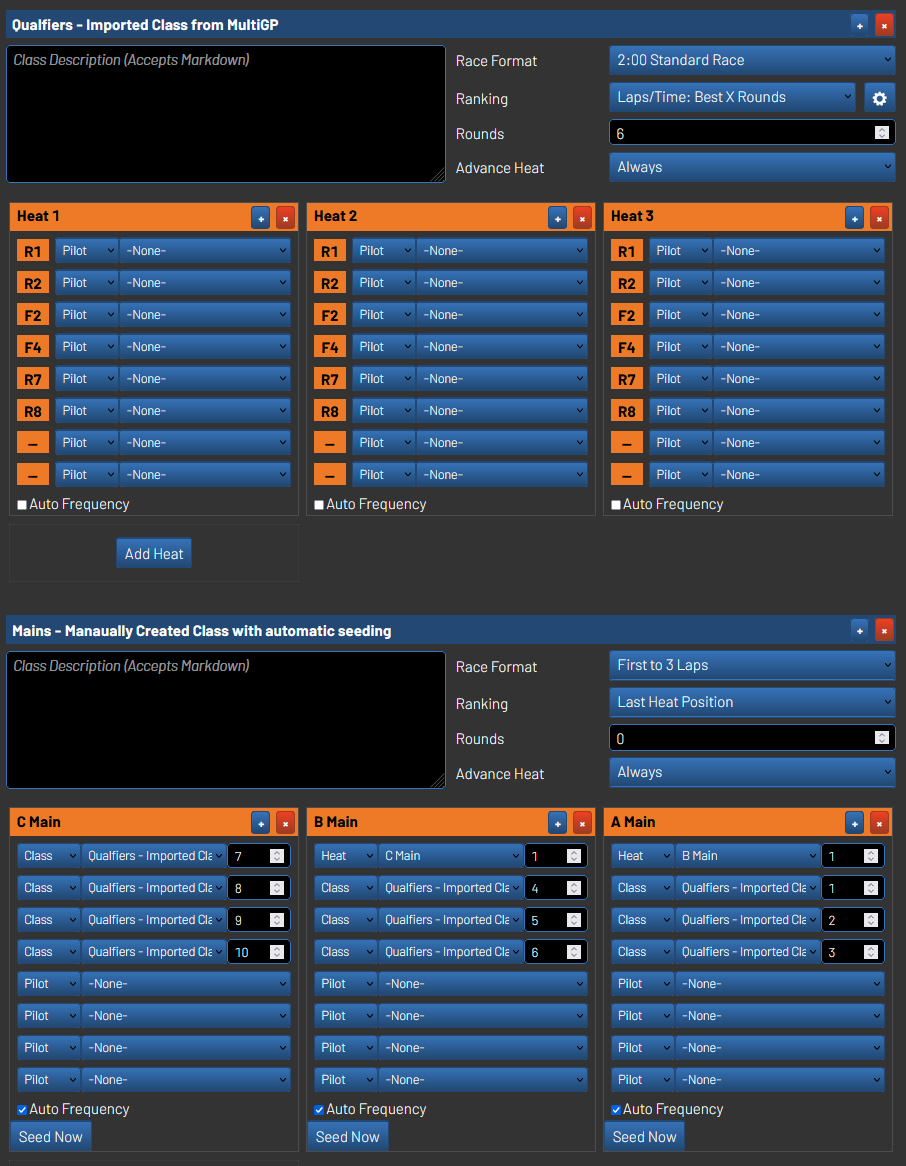 Qualfiers - Imported Class from MultiGP + ×
Class Description (Accepts Markdown)
Race Format 2:00 Standard Race
Ranking Laps/Time: Best X Rounds
Rounds 6
Advance Heat Always
Heat 1 + × Heat 2 + × Heat 3 + ×
R1 Pilot -None- R1 Pilot -None- R1 Pilot -None-
R2 Pilot -None- R2 Pilot -None- R2 Pilot -None-
F2 Pilot -None- F2 Pilot -None- F2 Pilot -None-
F4 Pilot -None- F4 Pilot -None- F4 Pilot -None-
R7 Pilot -None- R7 Pilot -None- R7 Pilot -None-
R8 Pilot -None- R8 Pilot -None- R8 Pilot -None-
– Pilot -None- – Pilot -None- – Pilot -None-
– Pilot -None- – Pilot -None- – Pilot -None-
Auto Frequency Auto Frequency Auto Frequency
Add Heat
Mains - Manaually Created Class with automatic seeding + ×
Class Description (Accepts Markdown)
Race Format First to 3 Laps
Ranking Last Heat Position
Rounds 0
Advance Heat Always
C Main + × B Main + × A Main + ×
Class Qualfiers - Imported Cla 7 Heat C Main 1 Heat B Main 1
Class Qualfiers - Imported Cla 8 Class Qualfiers - Imported Cla 4 Class Qualfiers - Imported Cla 1
Class Qualfiers - Imported Cla 9 Class Qualfiers - Imported Cla 5 Class Qualfiers - Imported Cla 2
Class Qualfiers - Imported Cla 10 Class Qualfiers - Imported Cla 6 Class Qualfiers - Imported Cla 3
Pilot -None- Pilot -None- Pilot -None-
Pilot -None- Pilot -None- Pilot -None-
Pilot -None- Pilot -None- Pilot -None-
Pilot -None- Pilot -None- Pilot -None-
Auto Frequency Auto Frequency Auto Frequency
Seed Now Seed Now Seed Now